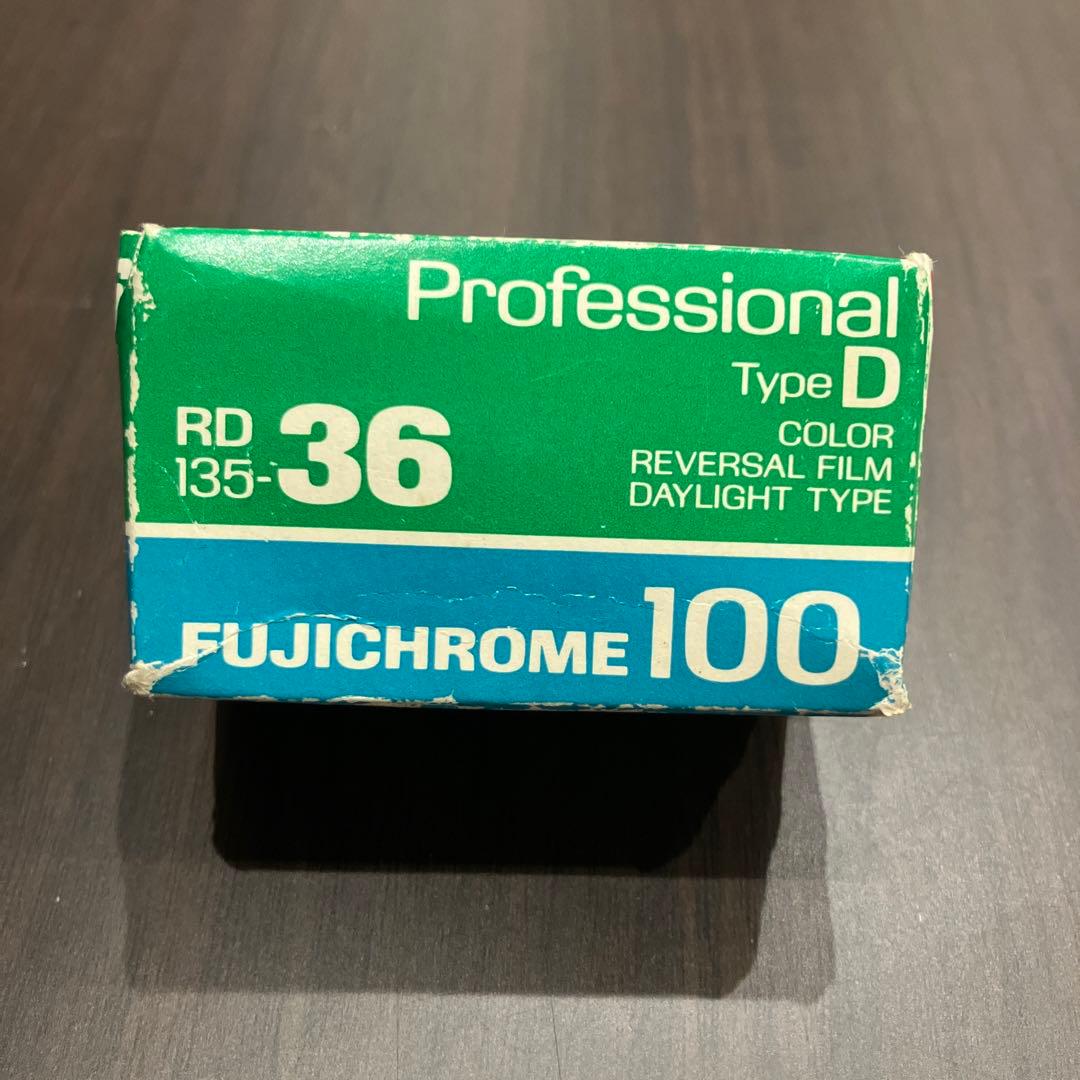 Professional
Type D
RD
135-36
COLOR
REVERSAL FILM
DAYLIGHT TYPE
FUJICHROME 100